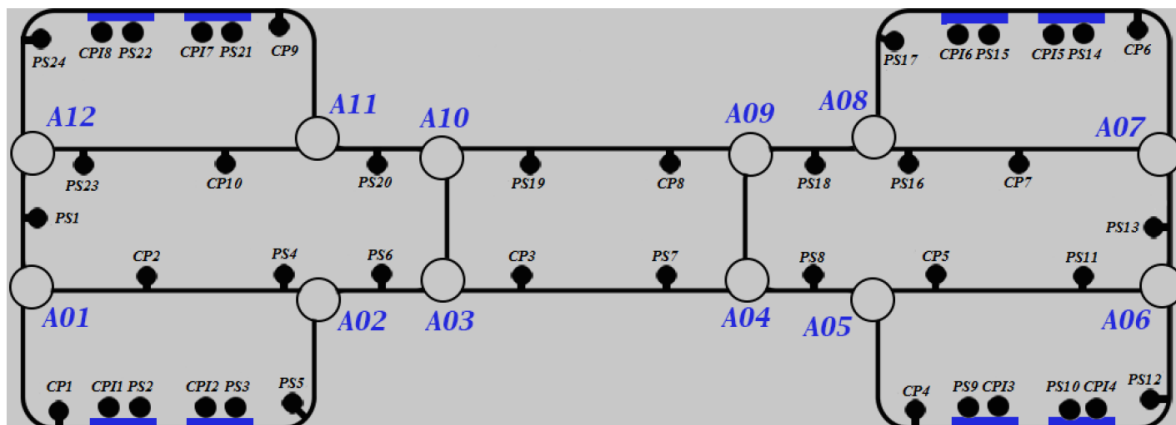 PS24 CPI8 PS22 CPI7 PS21 CP9 PS17 CPI6 PS15 CPI5 PS14 CP6
A12 A11 A10 A09 A08 A07
PS23 CP10 PS20 PS19 CP8 PS18 PS16 CP7
PS1 PS13
CP2 PS4 PS6 CP3 PS7 PS8 CP5 PS11
A01 A02 A03 A04 A05 A06
CP1 CPI1 PS2 CPI2 PS3 PS5 CP4 PS9 CPI3 PS10 CPI4 PS12